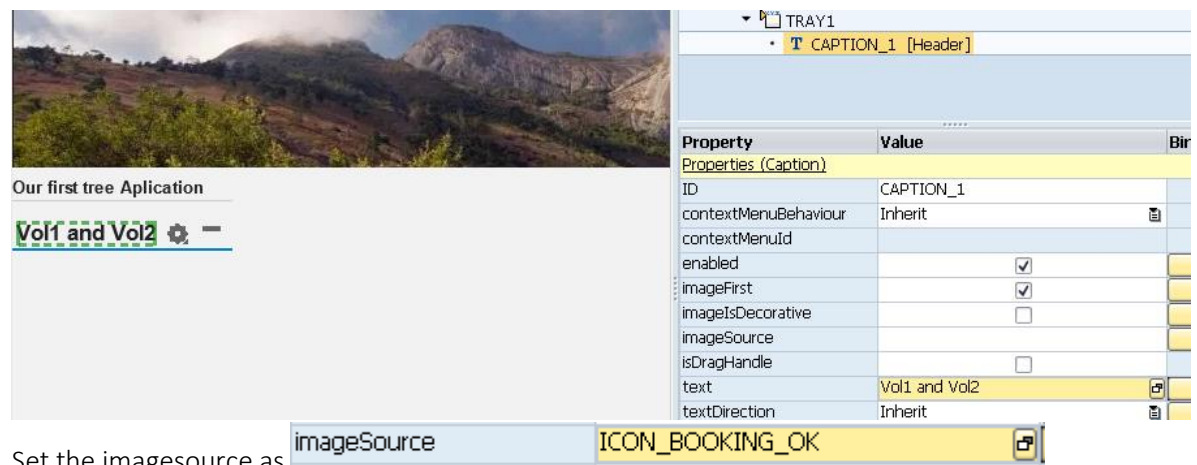 TRAY1
T CAPTION_1 [Header]
Property Value Bin
Properties (Caption)
Our first tree Aplication
ID CAPTION_1
contextMenuBehaviour Inherit
Vol1 and Vol2
contextMenuId
enabled
imageFirst
imageIsDecorative
imageSource
isDragHandle
text Vol1 and Vol2
textDirection Inherit
Set the imagesource as imageSource ICON_BOOKING_OK